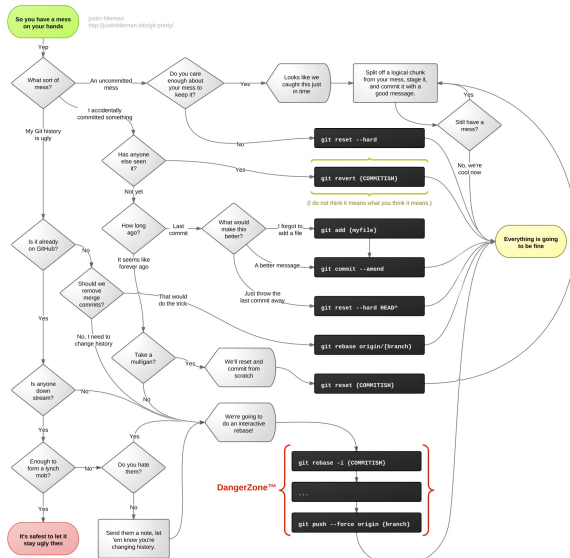 So you have a mess
on your hands
justin hileman
http://justinhileman.info/git-pretty/
Yep
What sort of
mess?
An uncommitted
mess
Do you care
enough about
your mess to
keep it?
Yes
Looks like we
caught this just
in time
Split off a logical chunk
from your mess, stage it,
and commit it with a
good message.
Yes
Still have a
mess?
No, we're
cool now
I accidentally
committed something
My Git history
is ugly
No
git reset --hard
Has anyone
else seen
it?
Yes
git revert {COMMITISH}
(I do not think it means what you think it means.)
Not yet
How long
ago?
Last
commit
What would
make this
better?
I forgot to
add a file
git add {myfile}
A better message
git commit --amend
Just throw the
last commit away
git reset --hard HEAD^
Everything is going
to be fine
Is it already
on GitHub?
No
It seems like
forever ago
Should we
remove
merge
commits?
That would
do the trick
git rebase origin/{branch}
Yes
No, I need to
change history
Take a
mulligan?
Yes
We'll reset and
commit from
scratch
git reset {COMMITISH}
No
Is anyone
down
stream?
No
We're going to
do an interactive
rebase!
Yes
Yes
Enough to
form a lynch
mob?
No
Do you hate
them?
DangerZone™
git rebase -i {COMMITISH}
...
git push --force origin {branch}
Yes
No
It's safest to let it
stay ugly then
Send them a note, let
'em know you're
changing history.